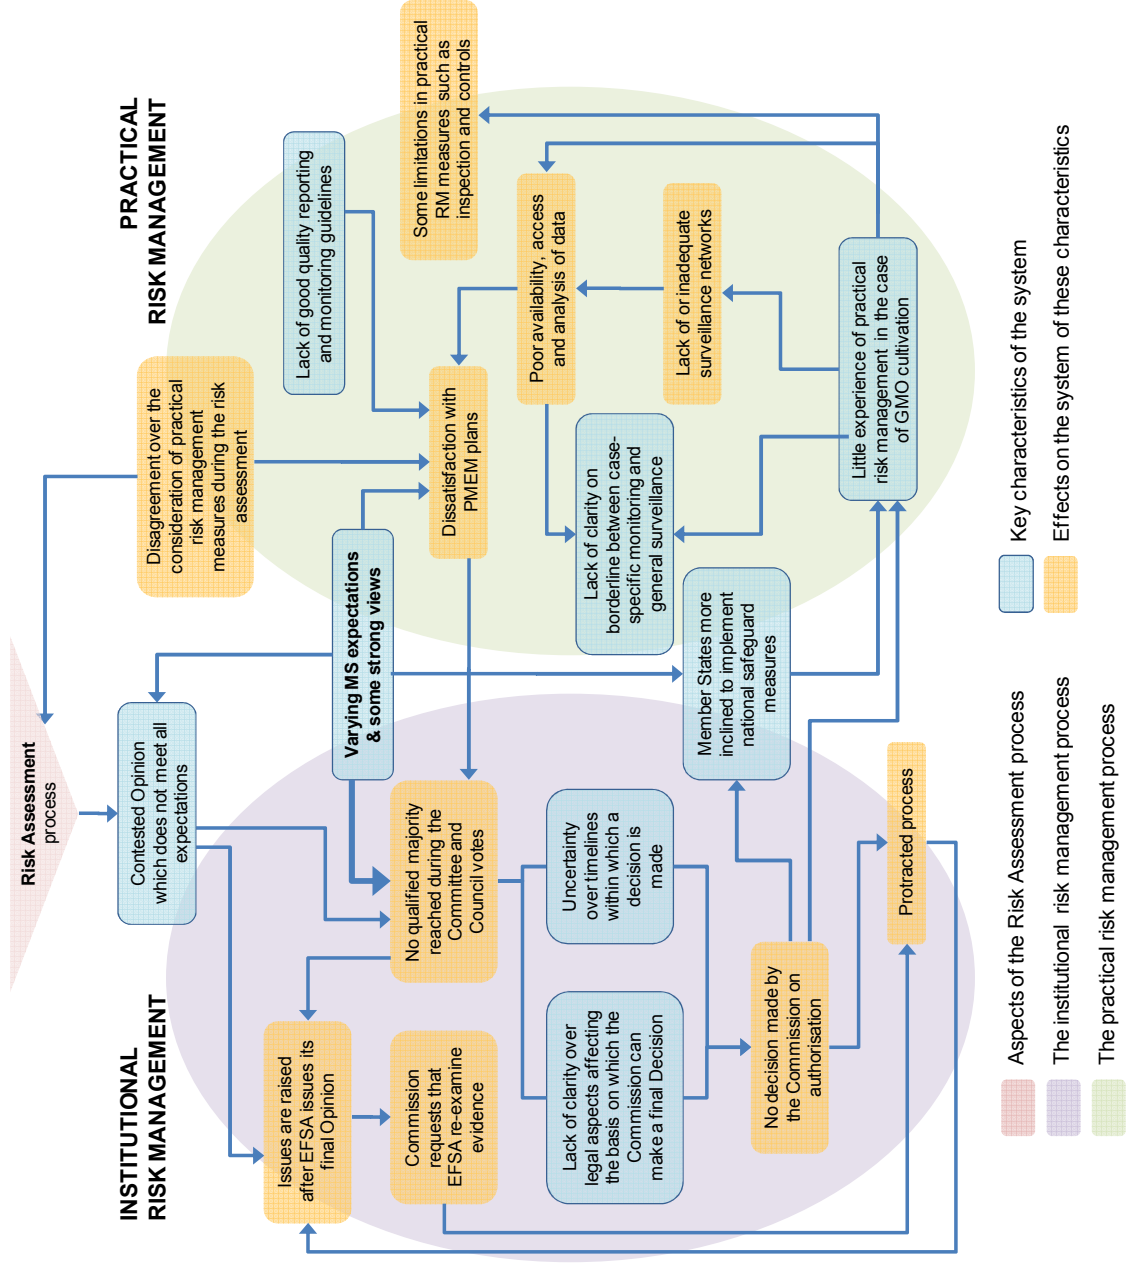 Risk Assessment
process
INSTITUTIONAL
RISK MANAGEMENT
PRACTICAL
RISK MANAGEMENT
Contested Opinion
which does not meet all
expectations
Disagreement over the
consideration of practical
risk management
measures during the risk
assessment
Issues are raised
after EFSA issues its
final Opinion
Varying MS expectations
& some strong views
Lack of good quality reporting
and monitoring guidelines
Commission
requests that
EFSA re-examine
evidence
No qualified majority
reached during the
Committee and
Council votes
Dissatisfaction with
PMEM plans
Some limitations in practical
RM measures such as
inspection and controls
Lack of clarity over
legal aspects affecting
the basis on which the
Commission can
make a final Decision
Uncertainty
over timelines
within which a
decision is
made
Lack of clarity on
borderline between case-
specific monitoring and
general surveillance
Poor availability, access
and analysis of data
Member States more
inclined to implement
national safeguard
measures
Lack of or inadequate
surveillance networks
No decision made by
the Commission on
authorisation
Protracted process
Little experience of practical
risk management in the case
of GMO cultivation
Aspects of the Risk Assessment process
The institutional risk management process
The practical risk management process
Key characteristics of the system
Effects on the system of these characteristics